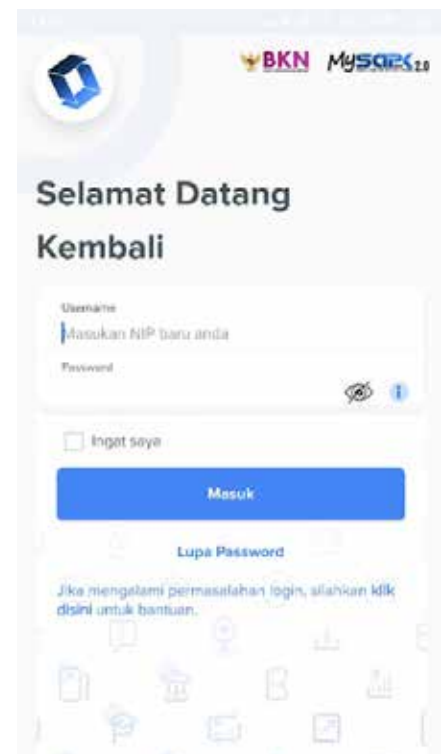 BKN MySAPK 2.0
Selamat Datang
Kembali
Username
Masukan NIP baru anda
Password
Ingat saya
Masuk
Lupa Password
Jika mengalami permasalahan login, silahkan klik
disini untuk bantuan.